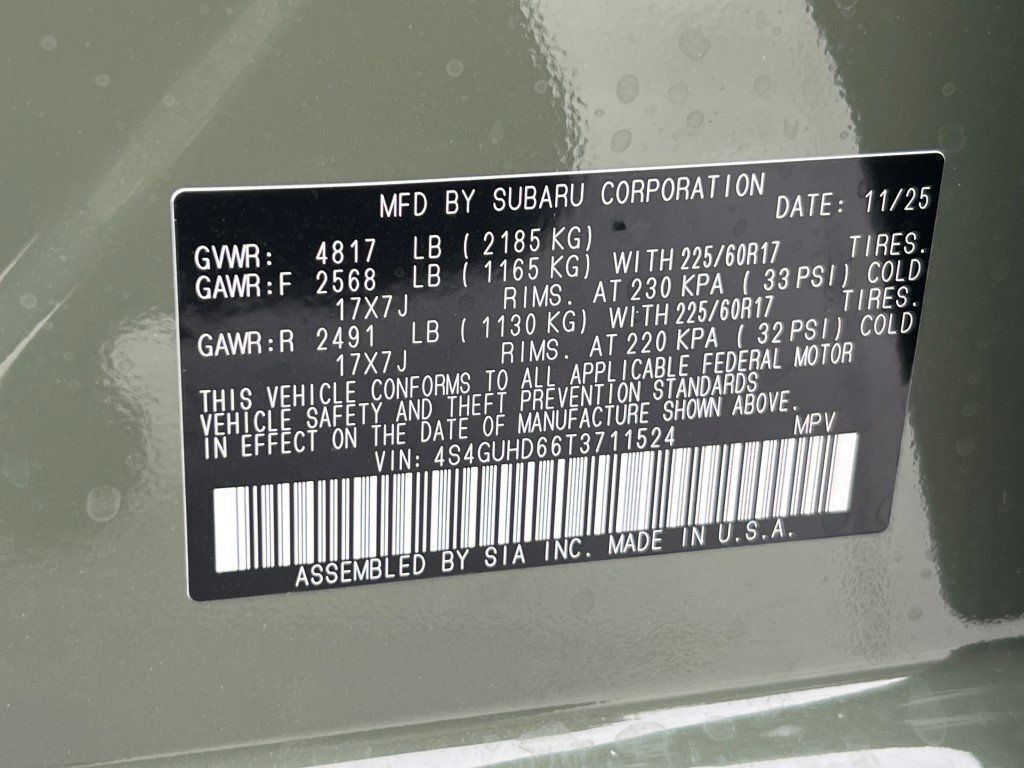 MFD BY SUBARU CORPORATION DATE: 11/25
GVWR: 4817 LB ( 2185 KG)
GAWR:F 2568 LB ( 1165 KG) WITH 225/60R17 TIRES.
17X7J RIMS. AT 230 KPA ( 33 PSI) COLD
GAWR:R 2491 LB ( 1130 KG) WITH 225/60R17 TIRES.
17X7J RIMS. AT 220 KPA ( 32 PSI) COLD
THIS VEHICLE CONFORMS TO ALL APPLICABLE FEDERAL MOTOR
VEHICLE SAFETY AND THEFT PREVENTION STANDARDS
IN EFFECT ON THE DATE OF MANUFACTURE SHOWN ABOVE.
VIN: 4S4GUHD66T3711524 MPV
ASSEMBLED BY SIA INC. MADE IN U.S.A.